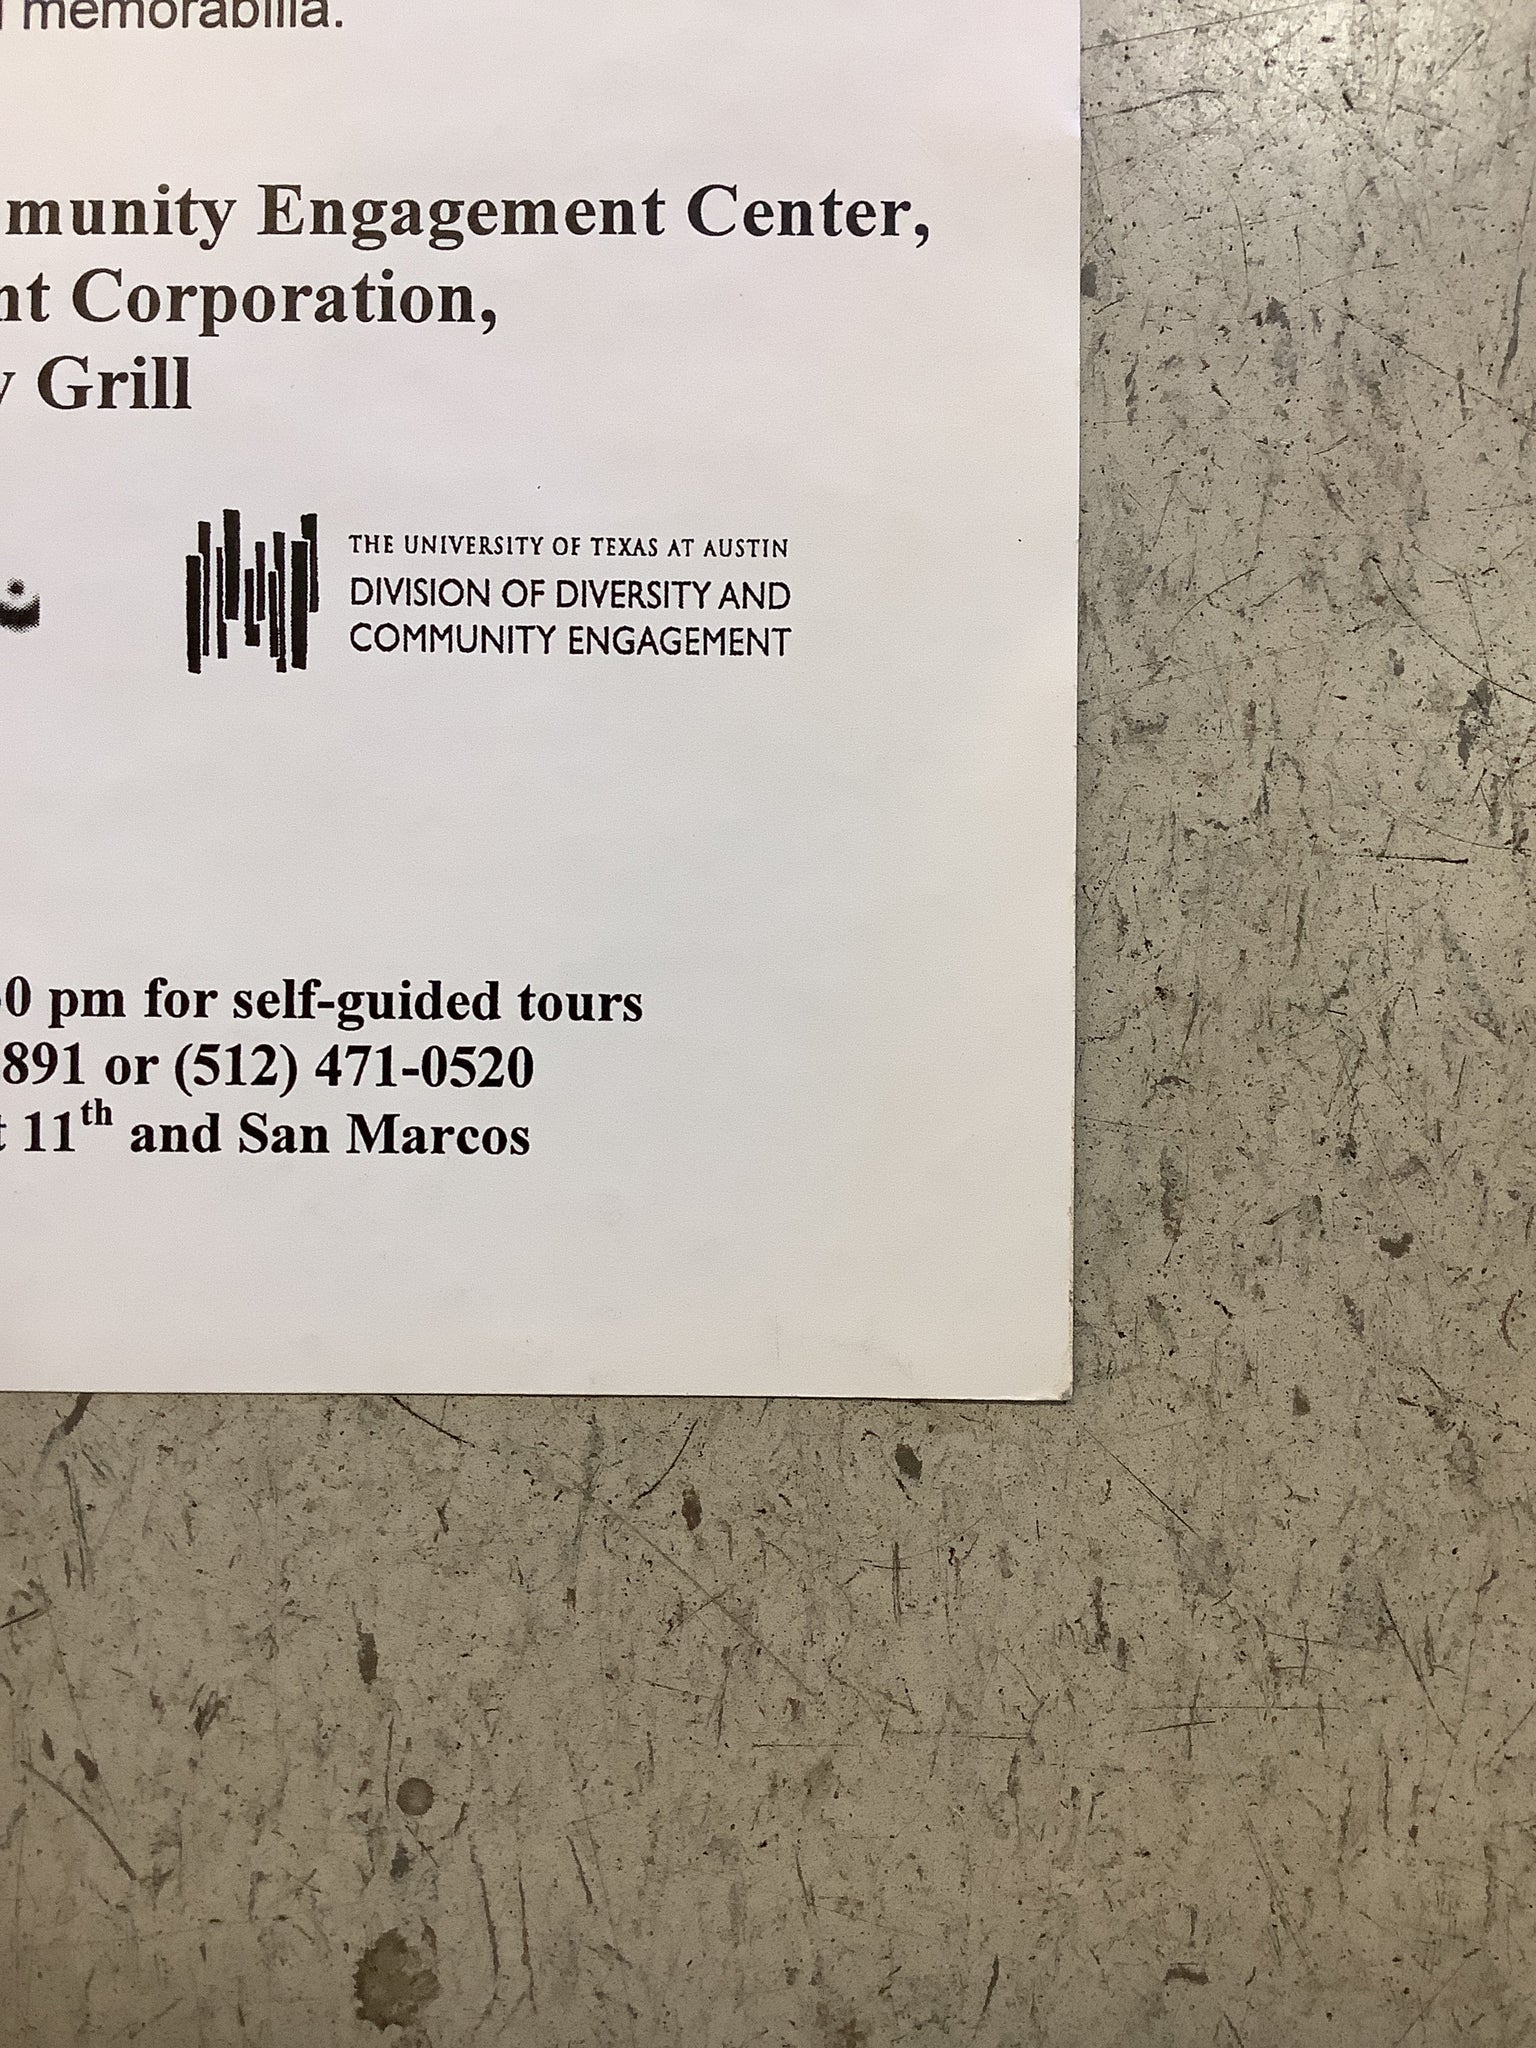 memorabilia.
munity Engagement Center,
nt Corporation,
y Grill
THE UNIVERSITY OF TEXAS AT AUSTIN
DIVISION OF DIVERSITY AND
COMMUNITY ENGAGEMENT
0 pm for self-guided tours
891 or (512) 471-0520
t 11th and San Marcos